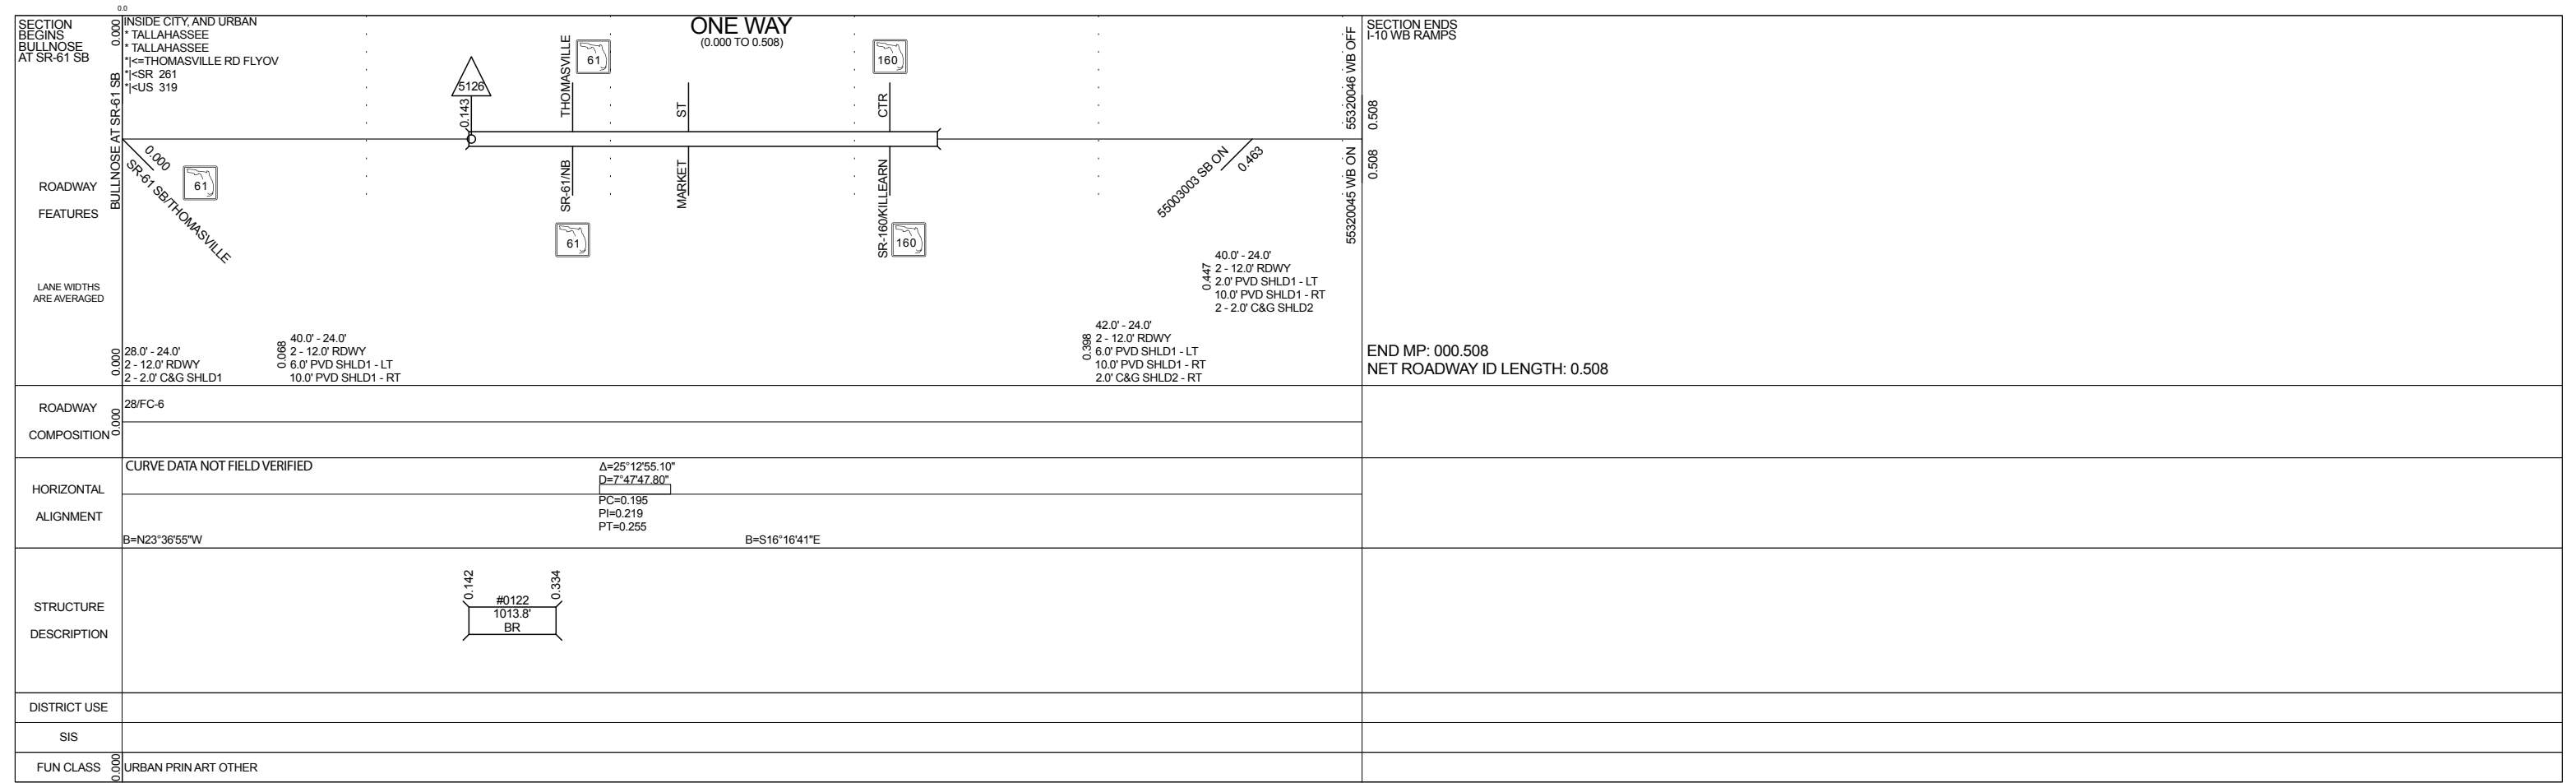 0.0
SECTION
BEGINS
BULLNOSE
AT SR-61 SB
0.000
INSIDE CITY, AND URBAN
* TALLAHASSEE
* TALLAHASSEE
*|<=THOMASVILLE RD FLYOV
*|<SR 261
*|<US 319
ONE WAY
(0.000 TO 0.508)
SECTION ENDS
I-10 WB RAMPS
BULLNOSE AT SR-61 SB
5126
0.143
THOMASVILLE
61
ST
160
CTR
55320046 WB OFF
0.508
ROADWAY
FEATURES
0.000
SR-61 SB/THOMASVILLE
61
SR-61/NB
61
MARKET
SR-160/KILLEARN
160
55003003 SB ON
0.463
55320045 WB ON
0.508
LANE WIDTHS
ARE AVERAGED
0.000
28.0' - 24.0'
2 - 12.0' RDWY
2 - 2.0' C&G SHLD1
0.068
40.0' - 24.0'
2 - 12.0' RDWY
6.0' PVD SHLD1 - LT
10.0' PVD SHLD1 - RT
0.398
42.0' - 24.0'
2 - 12.0' RDWY
6.0' PVD SHLD1 - LT
10.0' PVD SHLD1 - RT
2.0' C&G SHLD2 - RT
0.447
40.0' - 24.0'
2 - 12.0' RDWY
2.0' PVD SHLD1 - LT
10.0' PVD SHLD1 - RT
2 - 2.0' C&G SHLD2
END MP: 000.508
NET ROADWAY ID LENGTH: 0.508
ROADWAY
COMPOSITION
0.000
28/FC-6
HORIZONTAL
ALIGNMENT
CURVE DATA NOT FIELD VERIFIED
Δ=25°12'55.10"
D=7°47'47.80"
PC=0.195
PI=0.219
PT=0.255
B=N23°36'55"W
B=S16°16'41"E
STRUCTURE
DESCRIPTION
0.142
0.334
#0122
1013.8'
BR
DISTRICT USE
SIS
FUN CLASS
0.000
URBAN PRIN ART OTHER